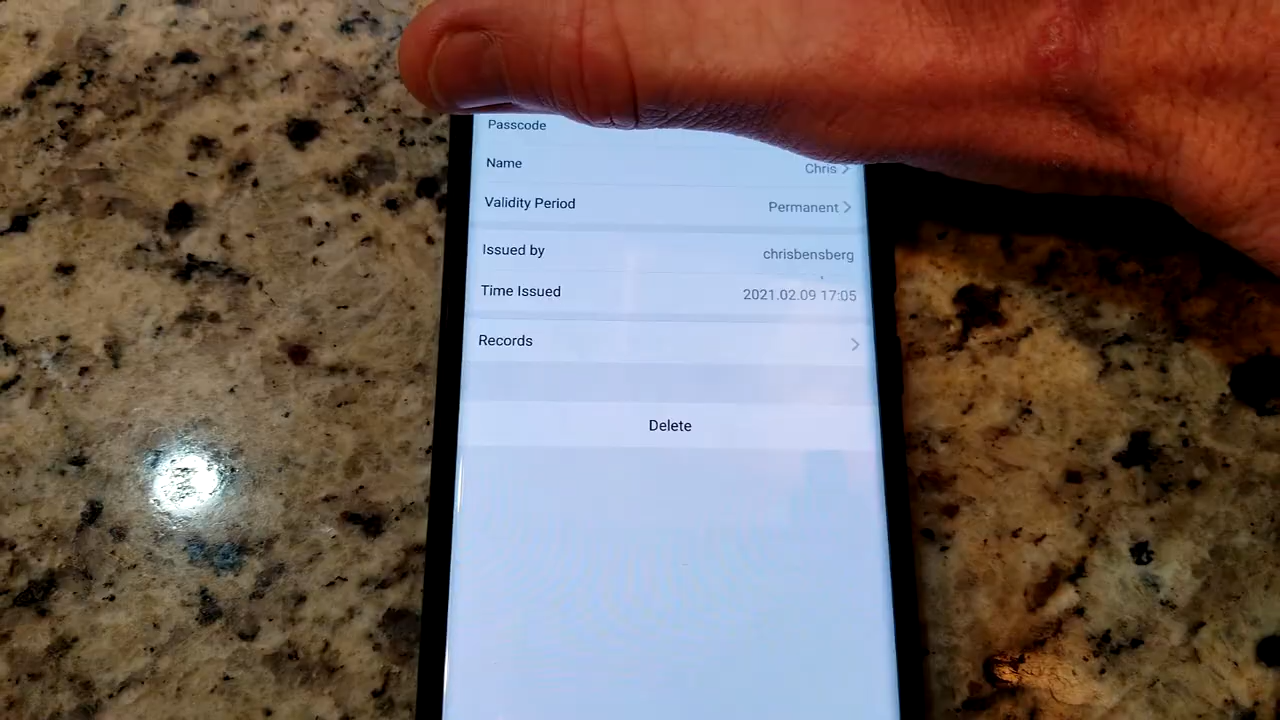 Passcode
Name Chris >
Validity Period Permanent >
Issued by chrisbensberg
Time Issued 2021.02.09 17:05
Records >
Delete